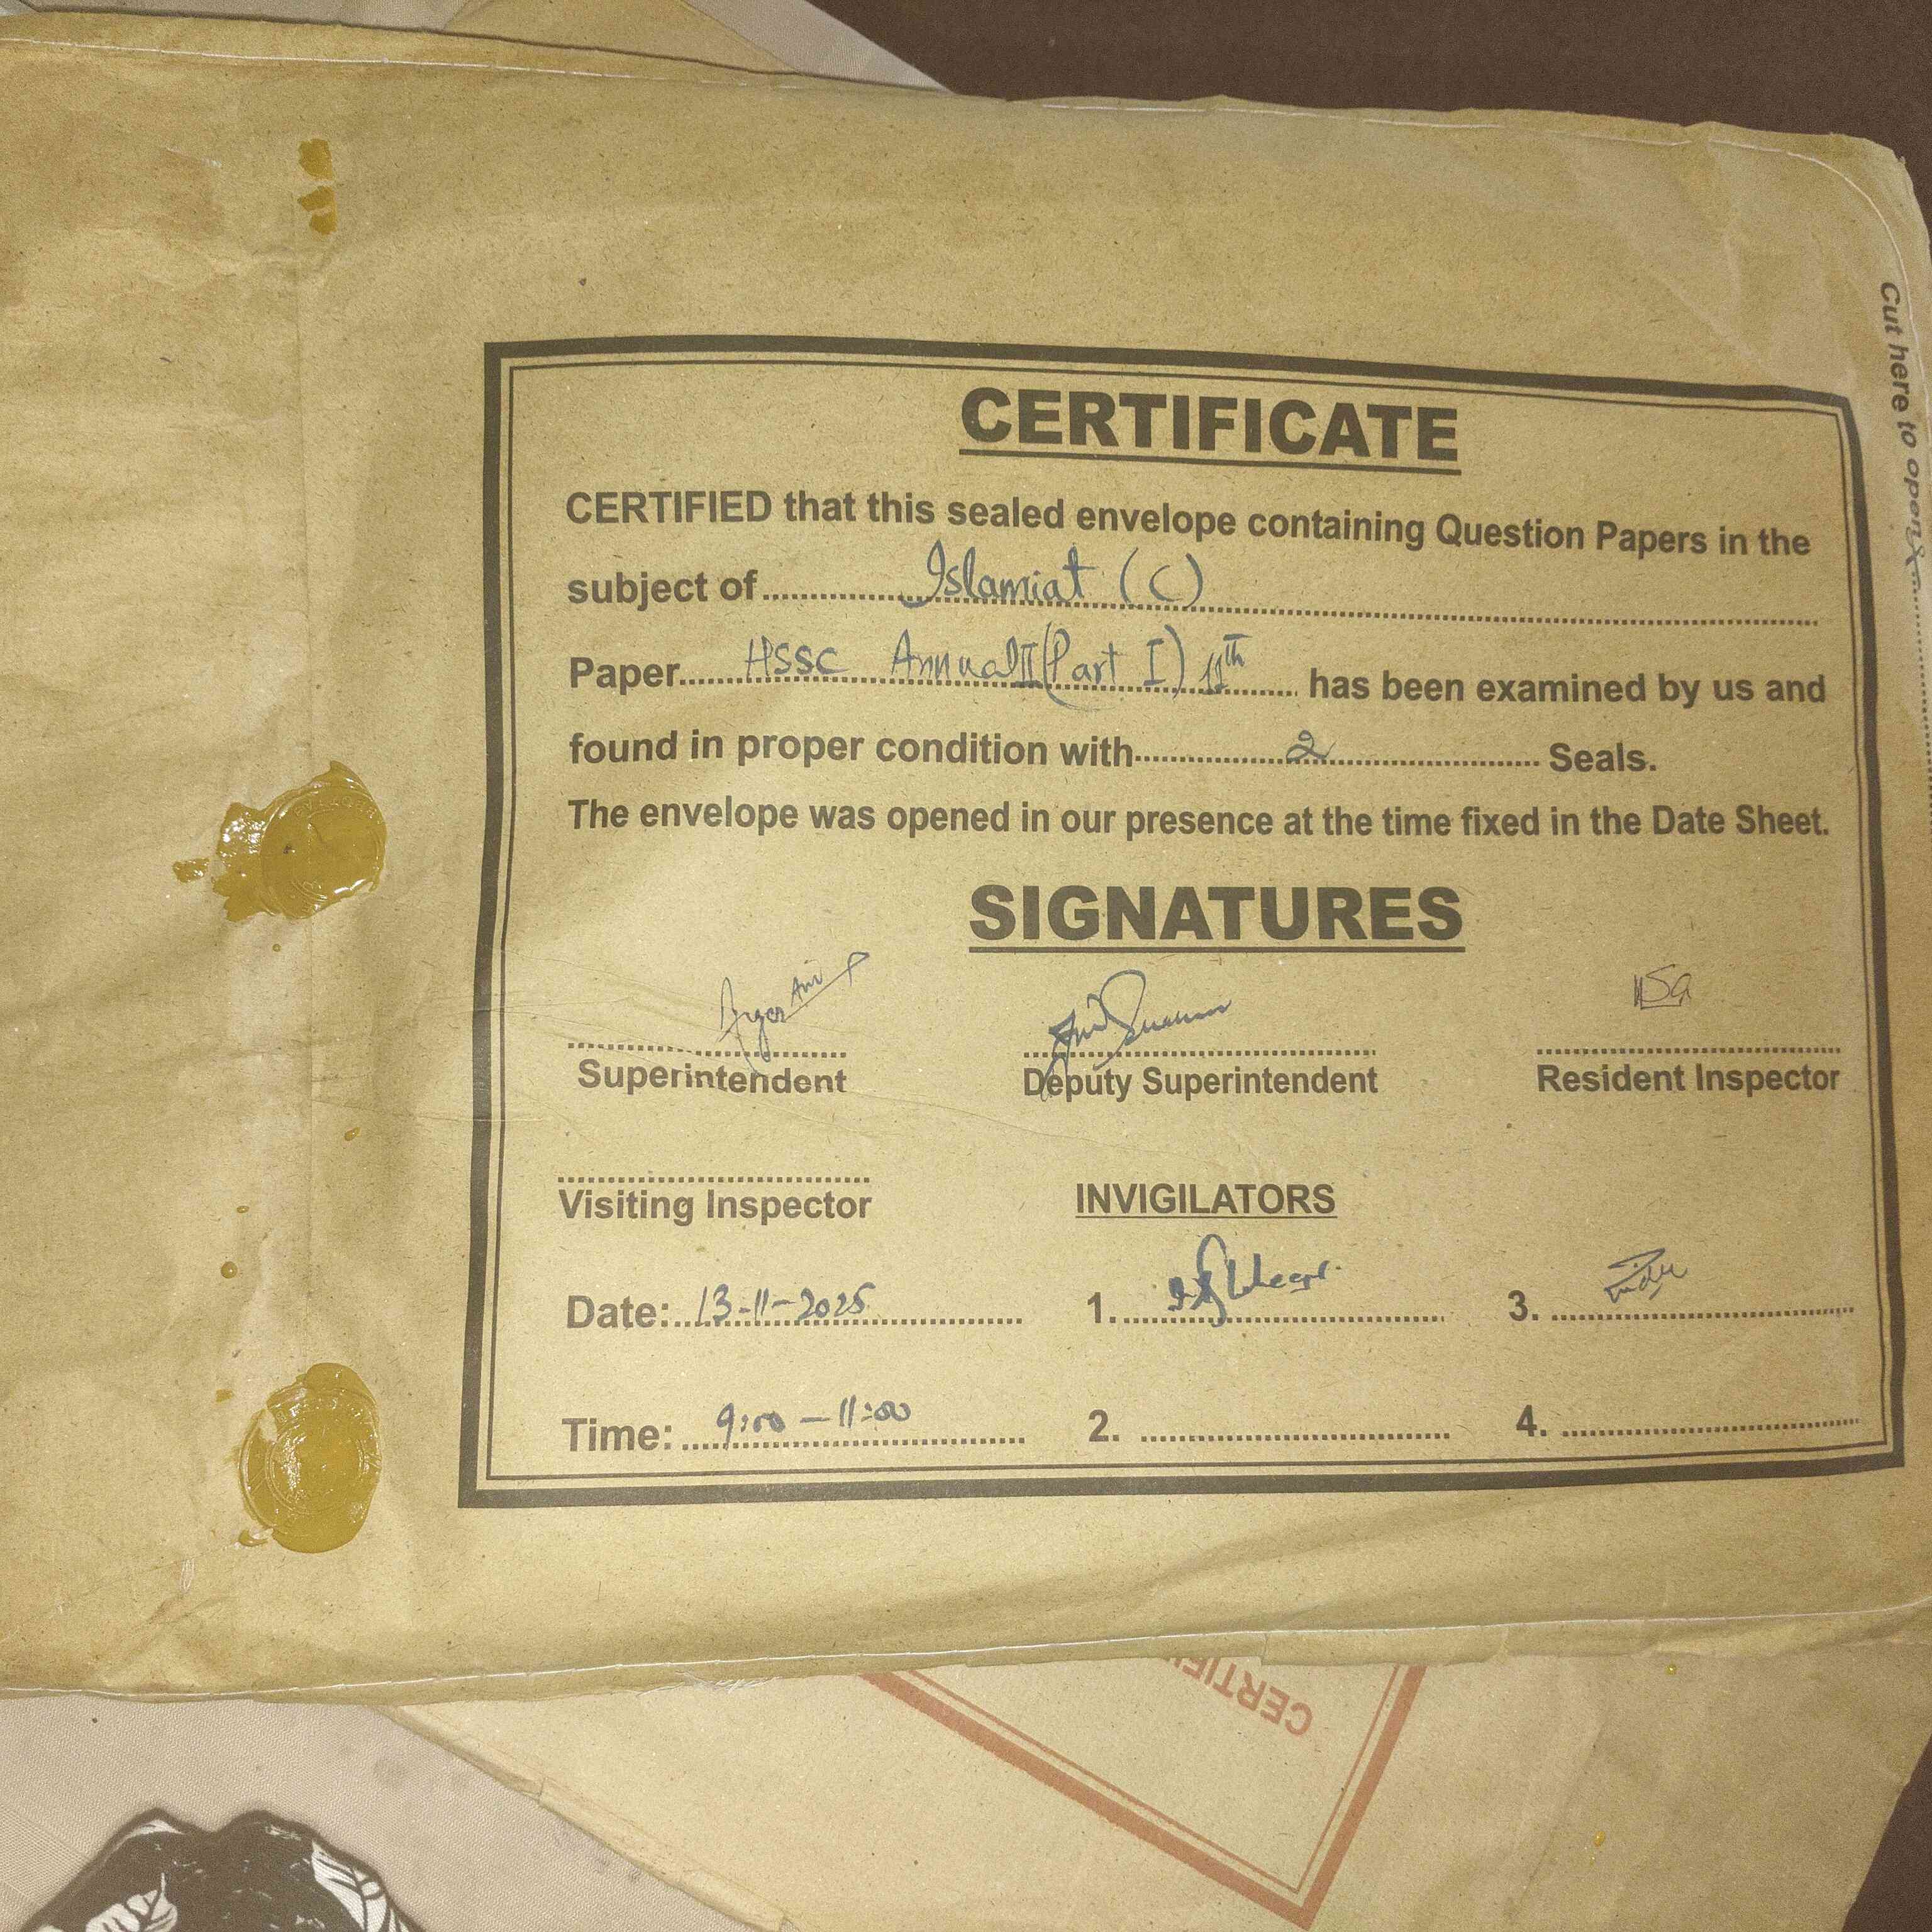 CERTIFICATE
CERTIFIED that this sealed envelope containing Question Papers in the
subject of Islamiat (C)
Paper HSSC Annual II (Part I) 11th has been examined by us and
found in proper condition with 2 Seals.
The envelope was opened in our presence at the time fixed in the Date Sheet.
SIGNATURES
Superintendent Deputy Superintendent Resident Inspector
Visiting Inspector INVIGILATORS
Date: 13-11-2025 1. 3.
Time: 9:00 - 11:00 2. 4.
Cut here to open